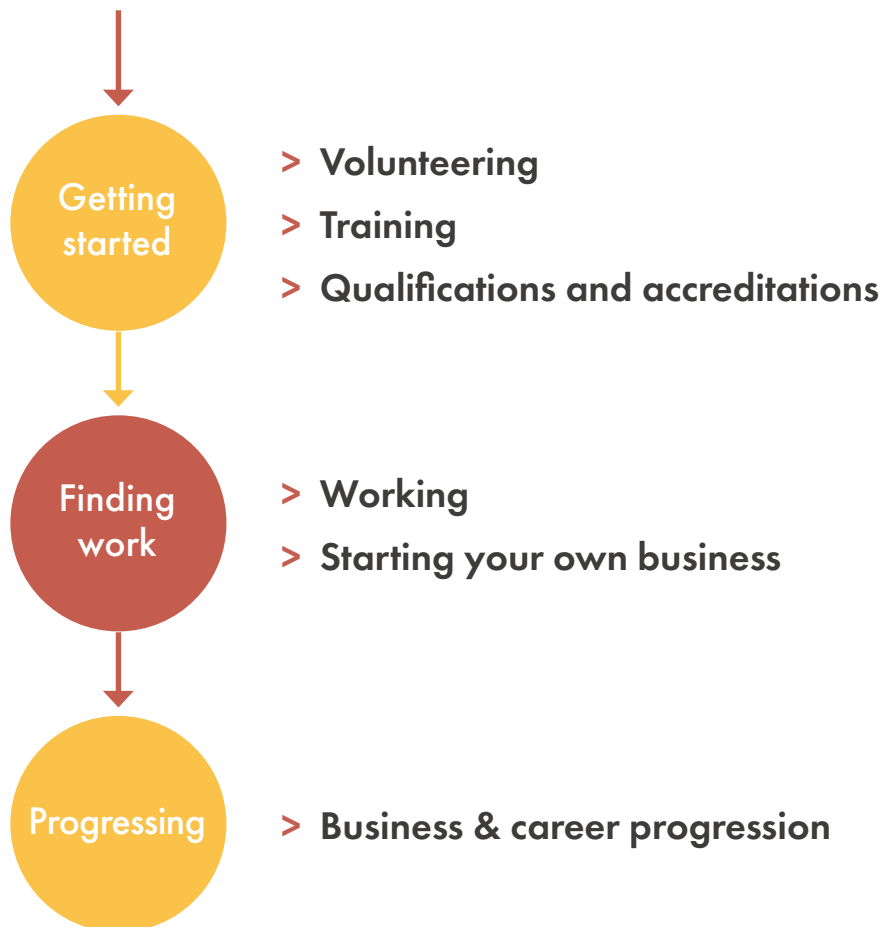 Getting
started
> Volunteering
> Training
> Qualifications and accreditations
Finding
work
> Working
> Starting your own business
Progressing
> Business & career progression